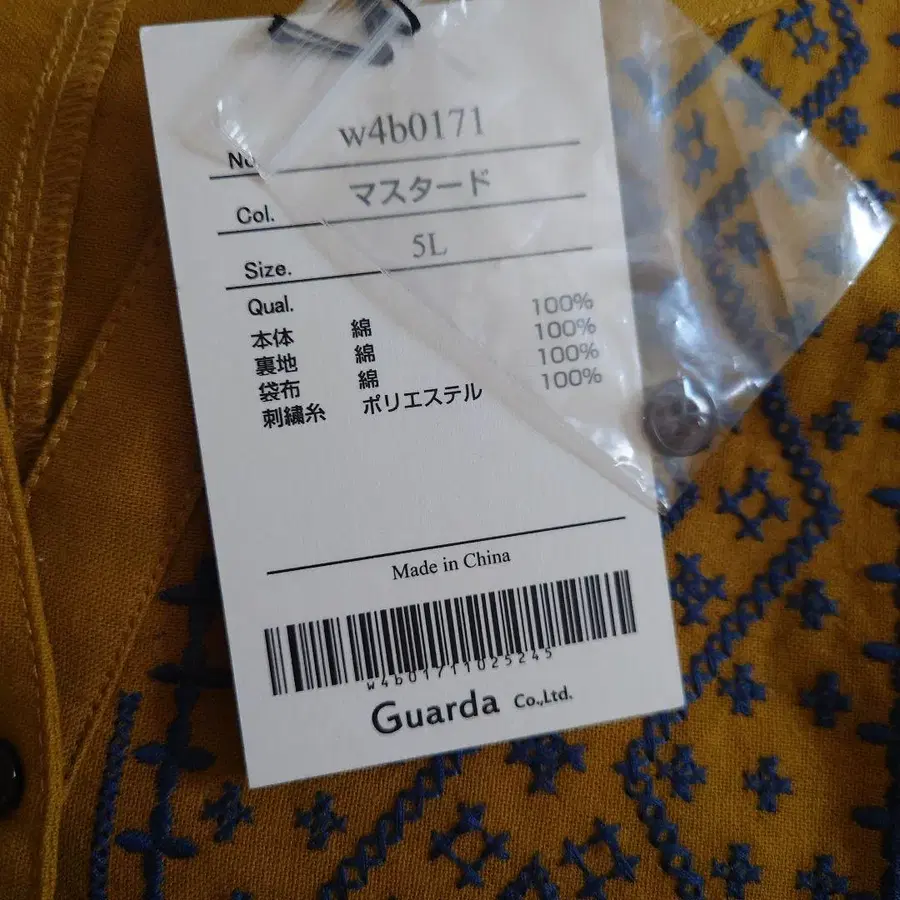 No. w4b0171
Col. マスタード
Size. 5L
Qual.
本体 綿 100%
裏地 綿 100%
袋布 綿 100%
刺繍糸 ポリエステル 100%
Made in China
w4b01711025245
Guarda Co.,Ltd.